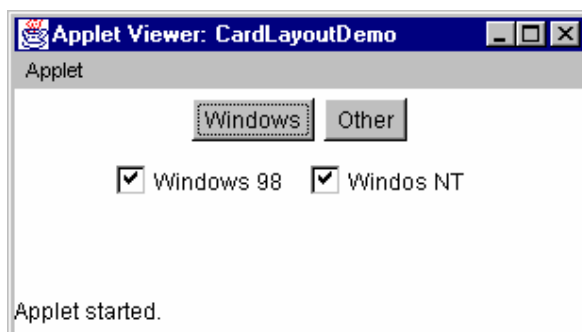 Applet Viewer: CardLayoutDemo
Applet
Windows Other
Windows 98 Windos NT
Applet started.